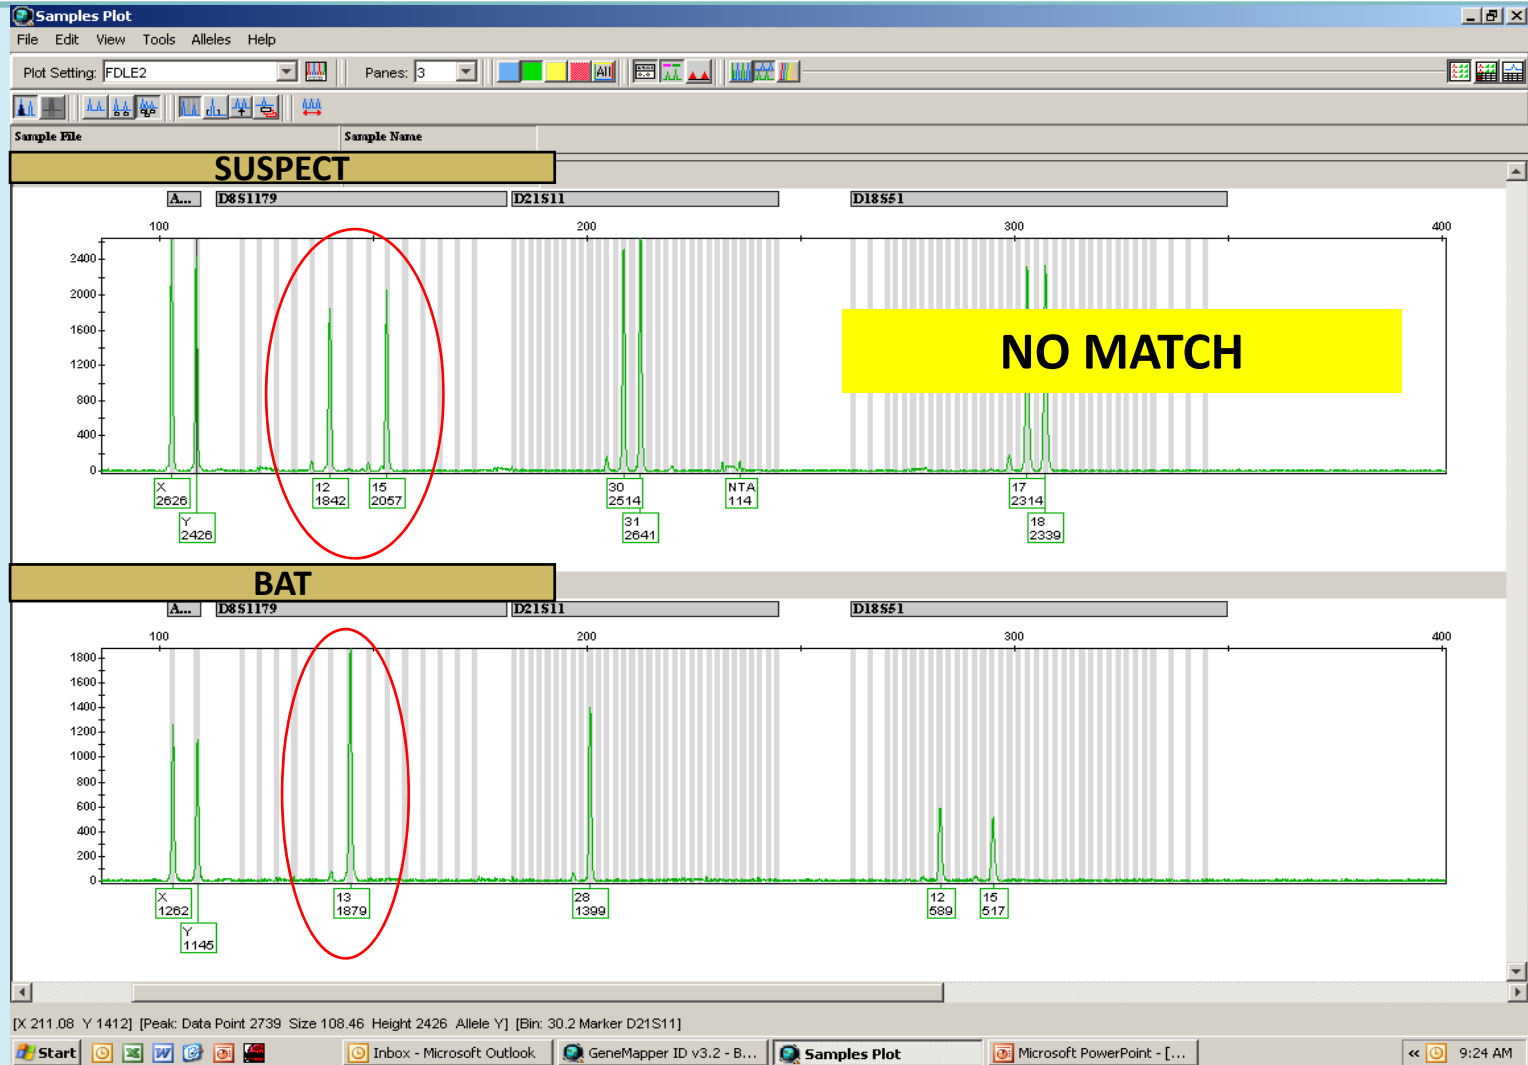 Samples Plot
File Edit View Tools Alleles Help
Plot Setting: FDLE2 Panes: 3 All
Sample File Sample Name
SUSPECT
A... D8S1179 D21S11 D18S51
100 200 300 400
2400
2000
1600
1200
800
400
0
NO MATCH
X 12 15 30 NTA 17
2626 1842 2057 2514 114 2314
Y 31 18
2426 2641 2339
BAT
A... D8S1179 D21S11 D18S51
100 200 300 400
1800
1600
1400
1200
1000
800
600
400
200
0
X 13 28 12 15
1262 1879 1399 589 517
Y
1145
[X 211.08 Y 1412] [Peak: Data Point 2739 Size 108.46 Height 2426 Allele Y] [Bin: 30.2 Marker D21S11]
Start Inbox - Microsoft Outlook GeneMapper ID v3.2 - B... Samples Plot Microsoft PowerPoint - [... « 9:24 AM